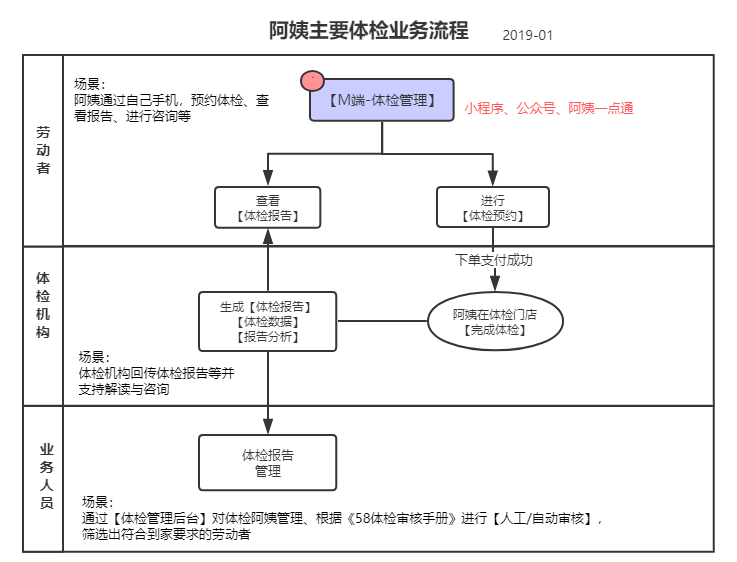 阿姨主要体检业务流程
2019-01
劳动者
场景：
阿姨通过自己手机，预约体检、查
看报告、进行咨询等
【M端-体检管理】
小程序、公众号、阿姨一点通
查看
【体检报告】
进行
【体检预约】
下单支付成功
体检机构
生成【体检报告】
【体检数据】
【报告分析】
阿姨在体检门店
【完成体检】
场景：
体检机构回传体检报告等并
支持解读与咨询
业务人员
体检报告
管理
场景：
通过【体检管理后台】对体检阿姨管理、根据《58体检审核手册》进行【人工/自动审核】，
筛选出符合到家要求的劳动者